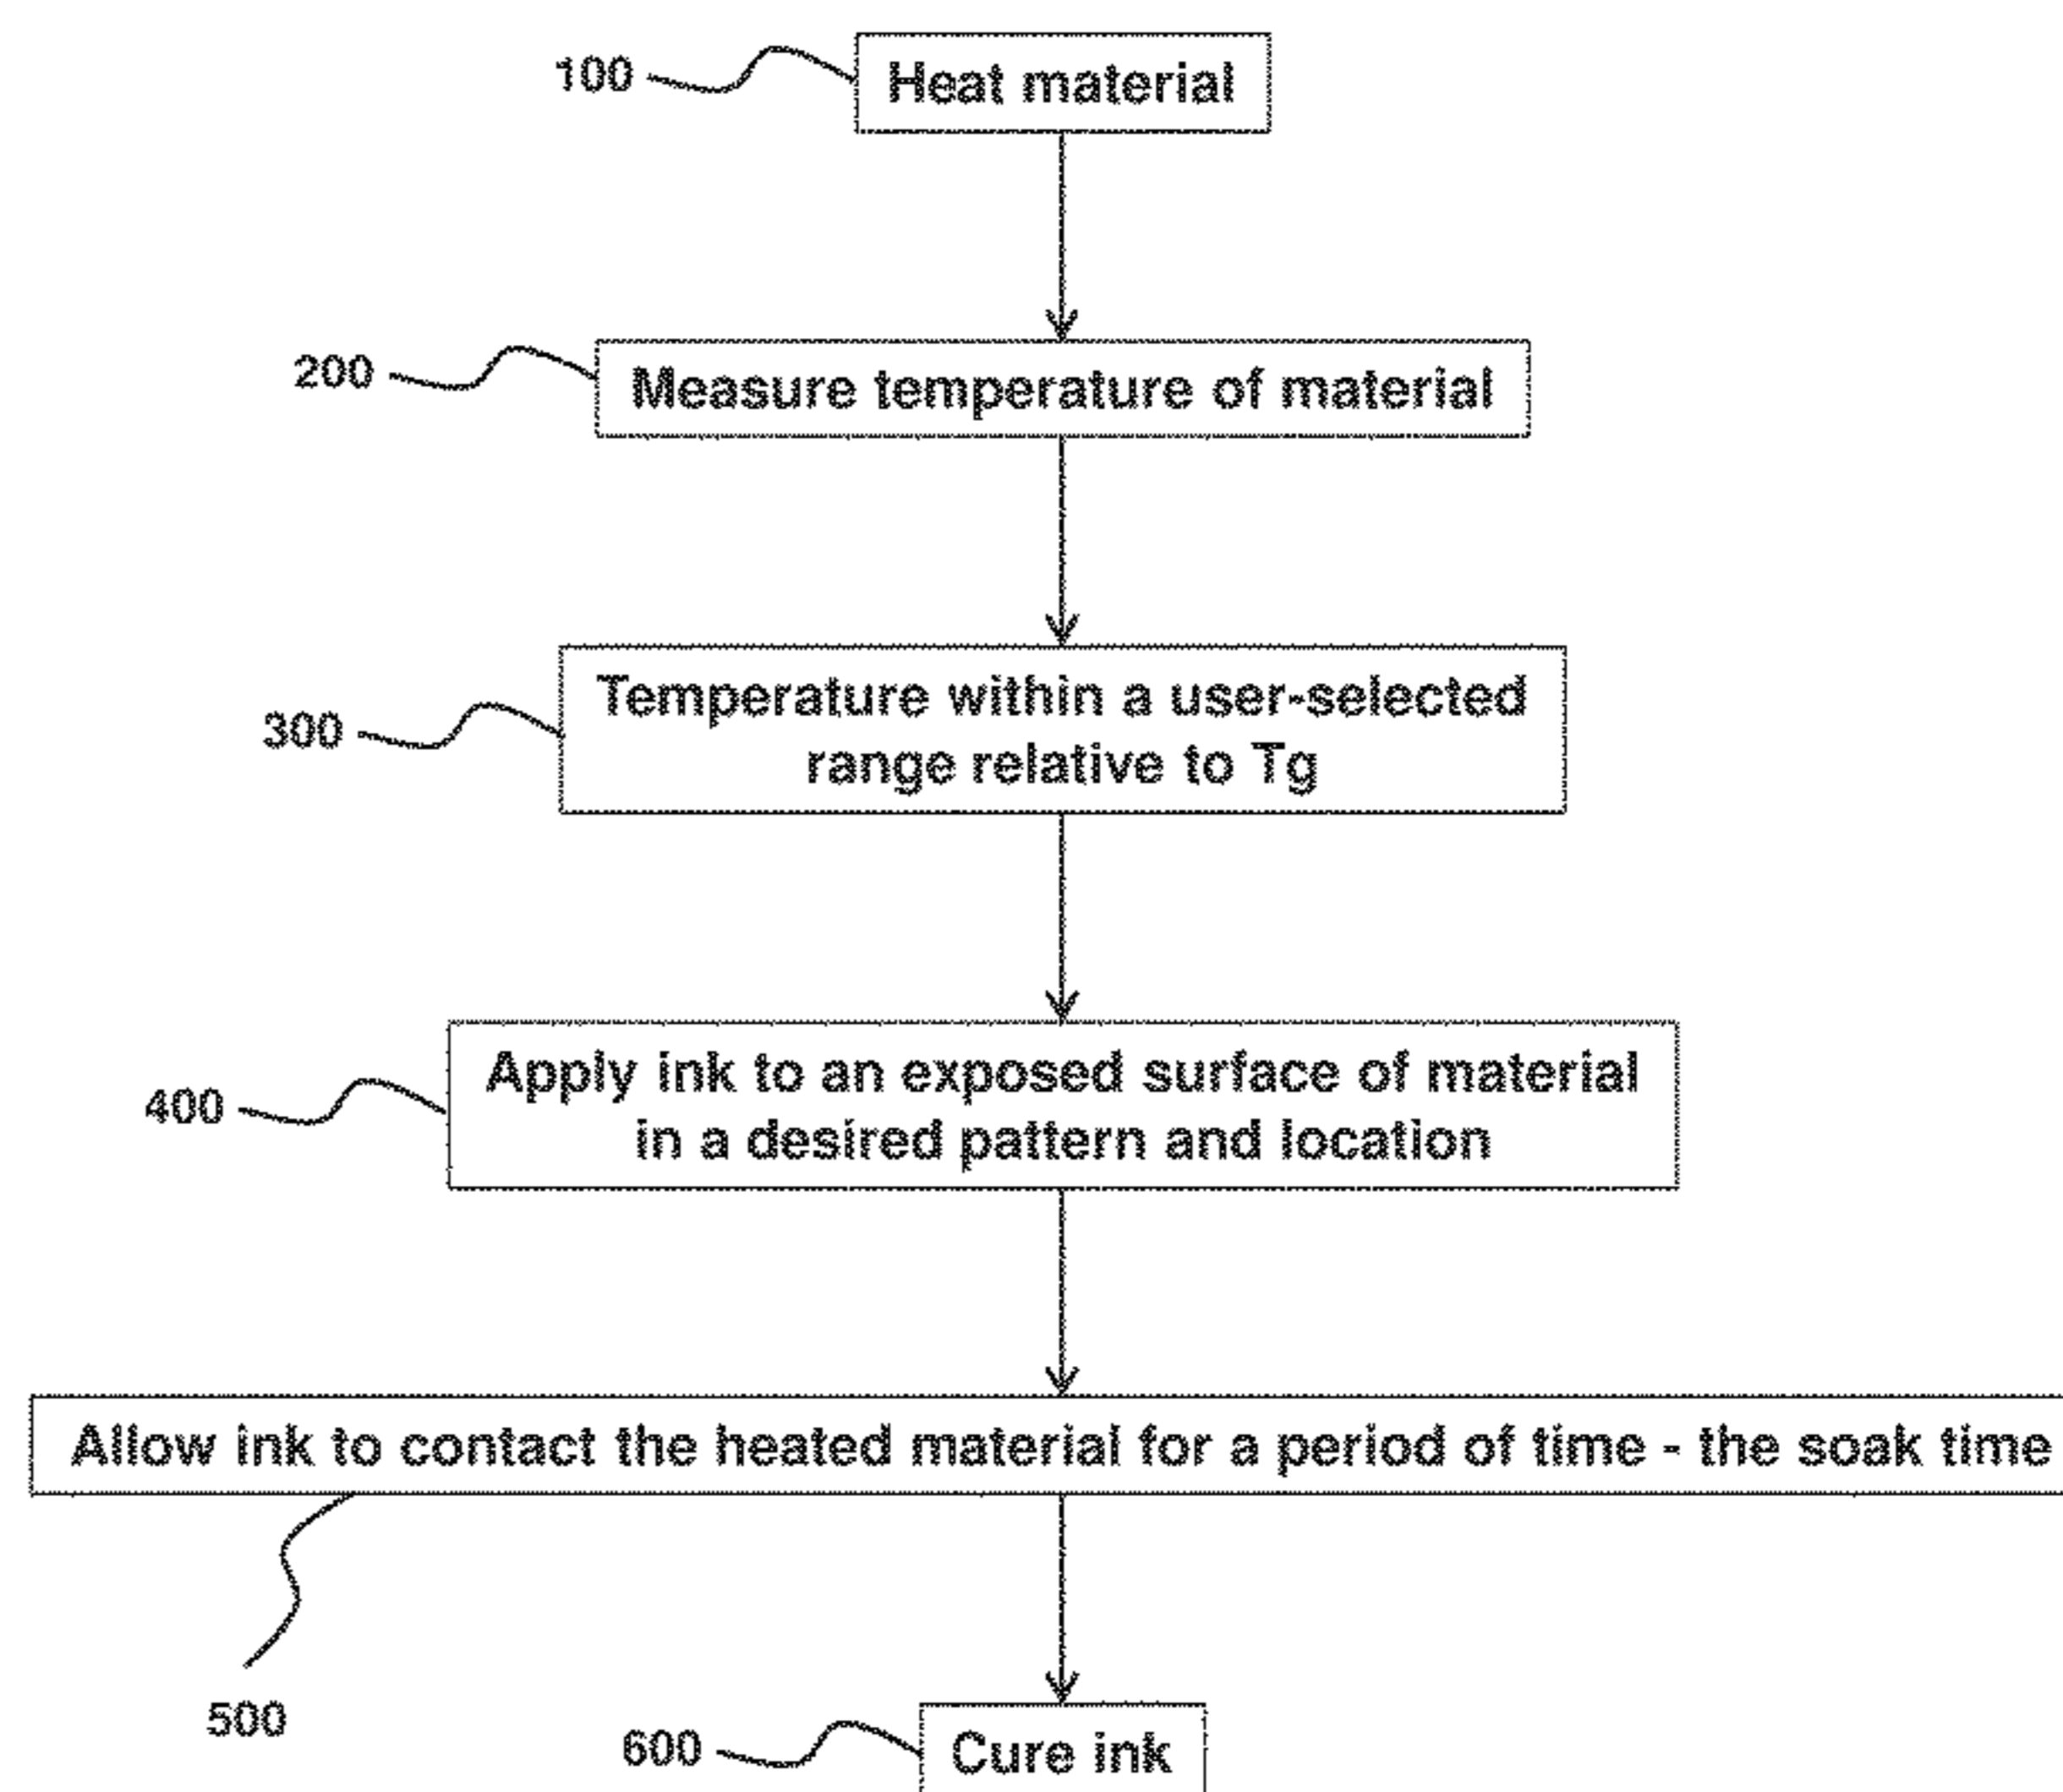 100
Heat material
200
Measure temperature of material
300
Temperature within a user-selected
range relative to Tg
400
Apply ink to an exposed surface of material
in a desired pattern and location
Allow ink to contact the heated material for a period of time - the soak time
500
600
Cure ink